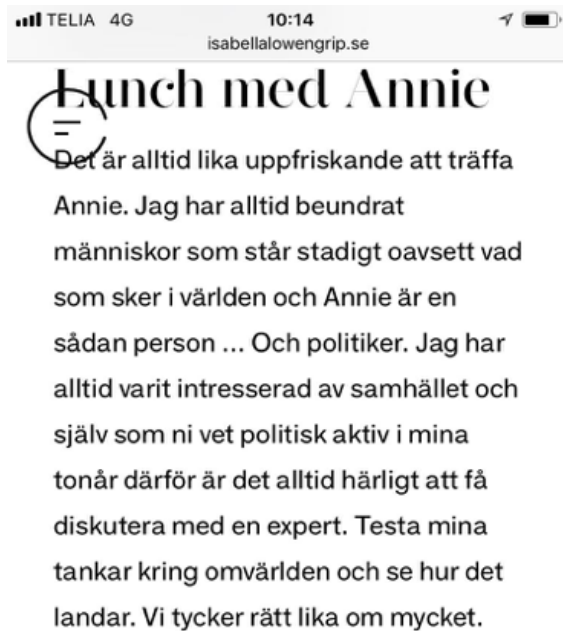 TELIA 4G 10:14
isabellalowengrip.se
Lunch med Annie
Det är alltid lika uppfriskande att träffa
Annie. Jag har alltid beundrat
människor som står stadigt oavsett vad
som sker i världen och Annie är en
sådan person ... Och politiker. Jag har
alltid varit intresserad av samhället och
själv som ni vet politisk aktiv i mina
tonår därför är det alltid härligt att få
diskutera med en expert. Testa mina
tankar kring omvärlden och se hur det
landar. Vi tycker rätt lika om mycket.